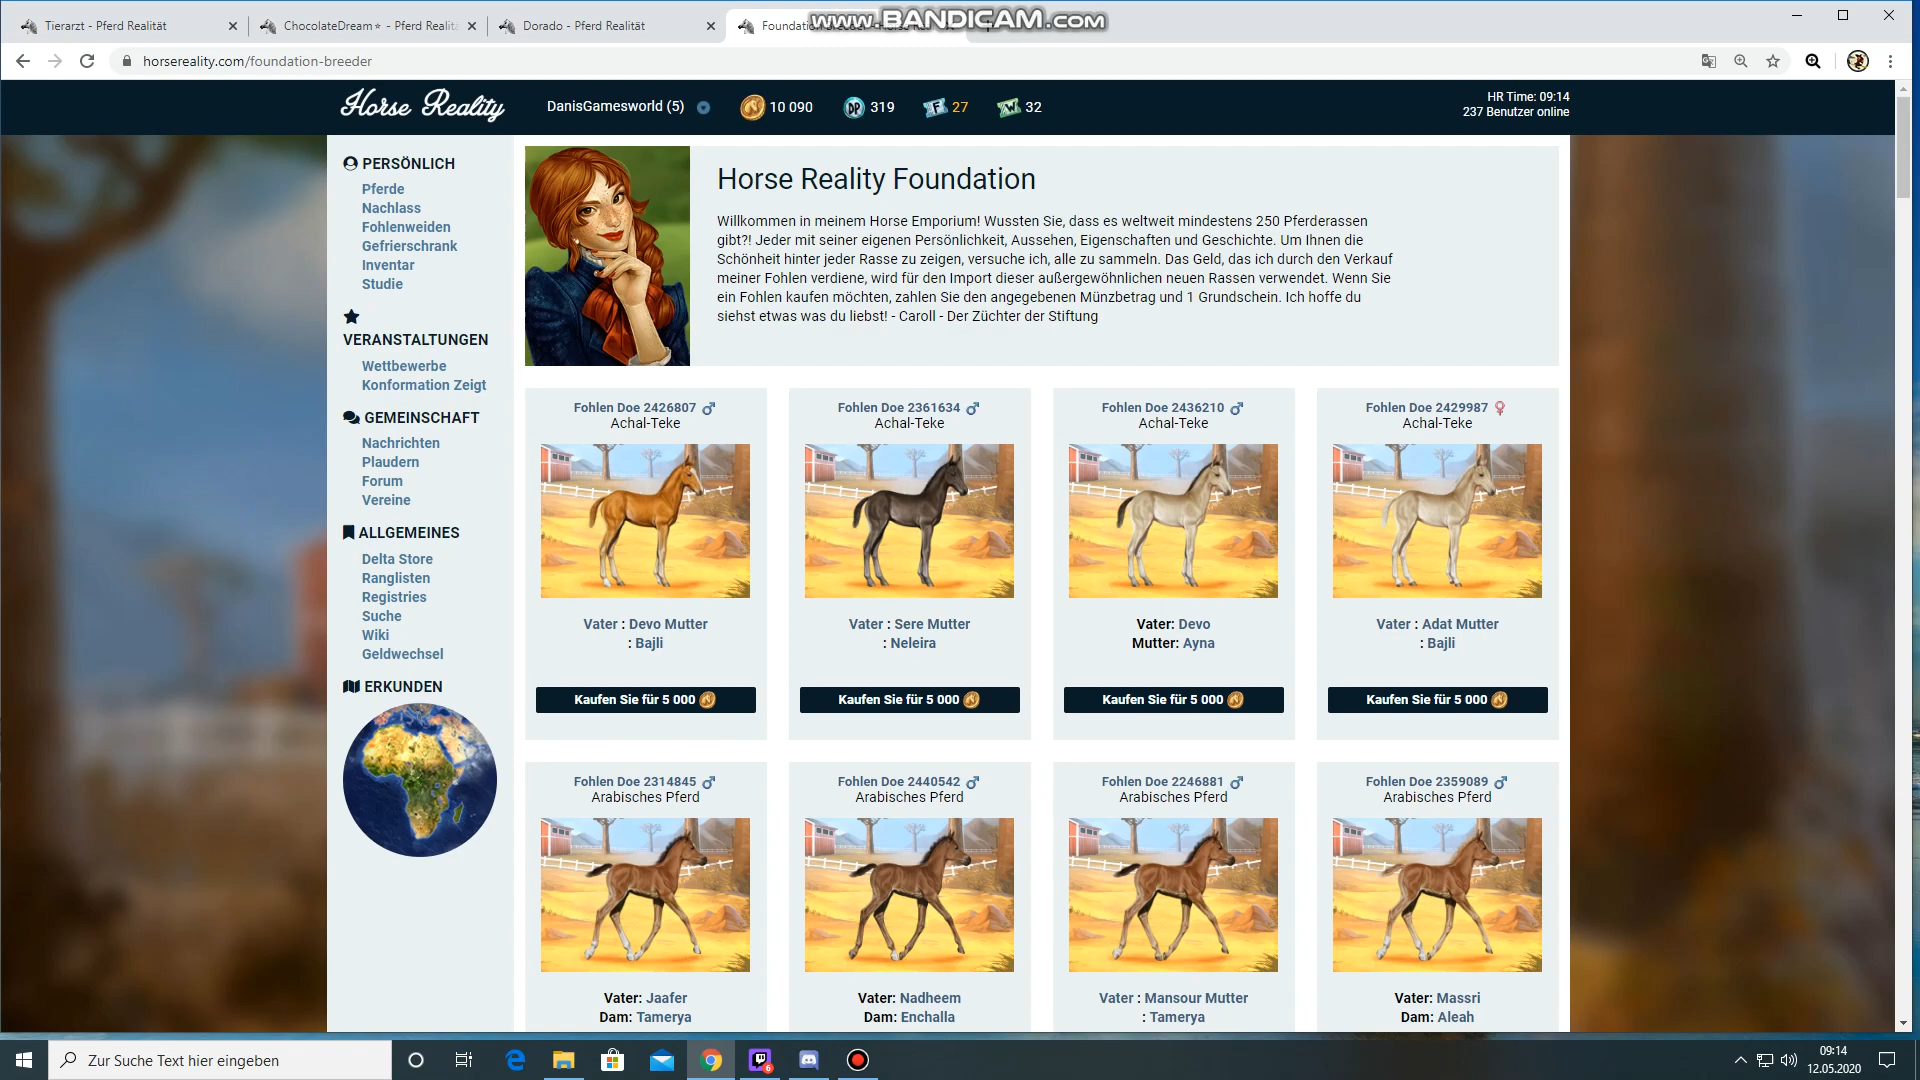 Tierarzt - Pferd Realität
ChocolateDream⭐ - Pferd Realitä
Dorado - Pferd Realität
www.BANDICAM.com
horsereality.com/foundation-breeder
Horse Reality
DanisGamesworld (5)
10 090
DP
319
F
27
W
32
HR Time: 09:14
237 Benutzer online
PERSÖNLICH
Pferde
Nachlass
Fohlenweiden
Gefrierschrank
Inventar
Studie
VERANSTALTUNGEN
Wettbewerbe
Konformation Zeigt
GEMEINSCHAFT
Nachrichten
Plaudern
Forum
Vereine
ALLGEMEINES
Delta Store
Ranglisten
Registries
Suche
Wiki
Geldwechsel
ERKUNDEN
Horse Reality Foundation
Willkommen in meinem Horse Emporium! Wussten Sie, dass es weltweit mindestens 250 Pferderassen
gibt?! Jeder mit seiner eigenen Persönlichkeit, Aussehen, Eigenschaften und Geschichte. Um Ihnen die
Schönheit hinter jeder Rasse zu zeigen, versuche ich, alle zu sammeln. Das Geld, das ich durch den Verkauf
meiner Fohlen verdiene, wird für den Import dieser außergewöhnlichen neuen Rassen verwendet. Wenn Sie
ein Fohlen kaufen möchten, zahlen Sie den angegebenen Münzbetrag und 1 Grundschein. Ich hoffe du
siehst etwas was du liebst! - Caroll - Der Züchter der Stiftung
Fohlen Doe 2426807 ♂
Achal-Teke
Vater : Devo Mutter
: Bajli
Kaufen Sie für 5 000
Fohlen Doe 2361634 ♂
Achal-Teke
Vater : Sere Mutter
: Neleira
Kaufen Sie für 5 000
Fohlen Doe 2436210 ♂
Achal-Teke
Vater: Devo
Mutter: Ayna
Kaufen Sie für 5 000
Fohlen Doe 2429987 ♀
Achal-Teke
Vater : Adat Mutter
: Bajli
Kaufen Sie für 5 000
Fohlen Doe 2314845 ♂
Arabisches Pferd
Vater: Jaafer
Dam: Tamerya
Fohlen Doe 2440542 ♂
Arabisches Pferd
Vater: Nadheem
Dam: Enchalla
Fohlen Doe 2246881 ♂
Arabisches Pferd
Vater : Mansour Mutter
: Tamerya
Fohlen Doe 2359089 ♂
Arabisches Pferd
Vater: Massri
Dam: Aleah
Zur Suche Text hier eingeben
6
09:14
12.05.2020